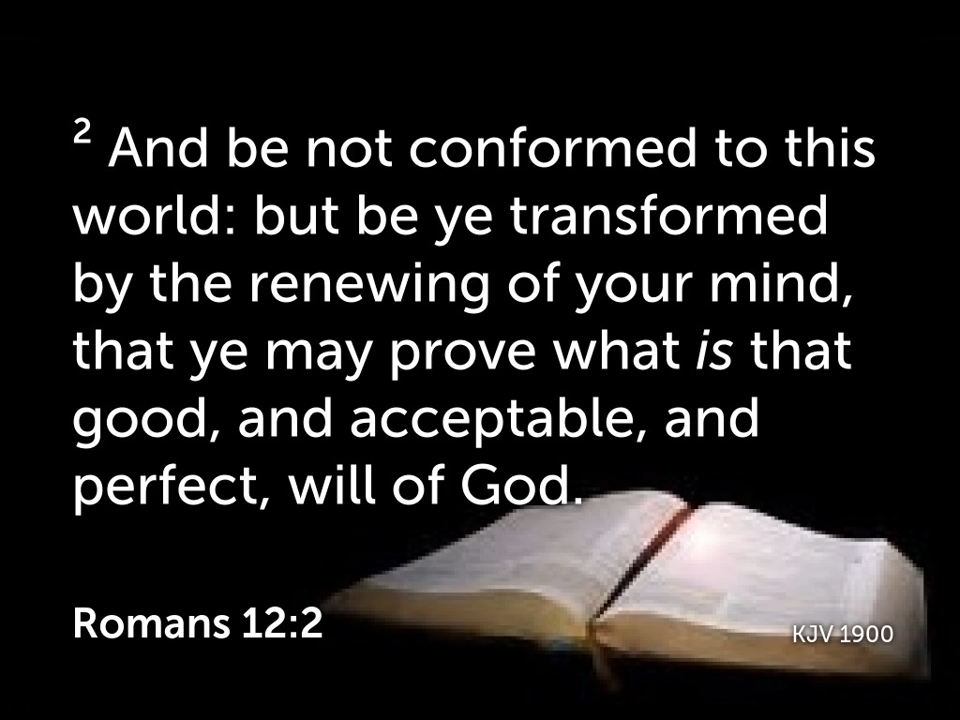 ² And be not conformed to this
world: but be ye transformed
by the renewing of your mind,
that ye may prove what is that
good, and acceptable, and
perfect, will of God.
Romans 12:2
KJV 1900